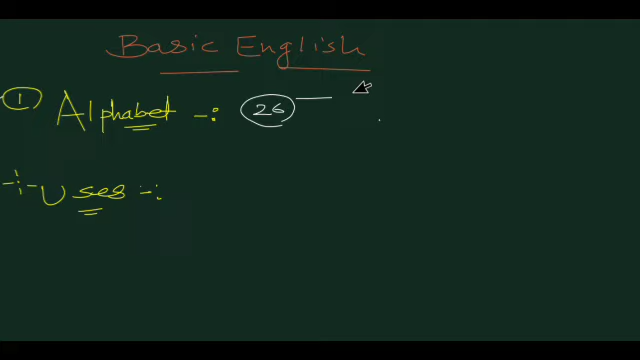 Basic English
① Alphabet -: 26 —
Uses -: